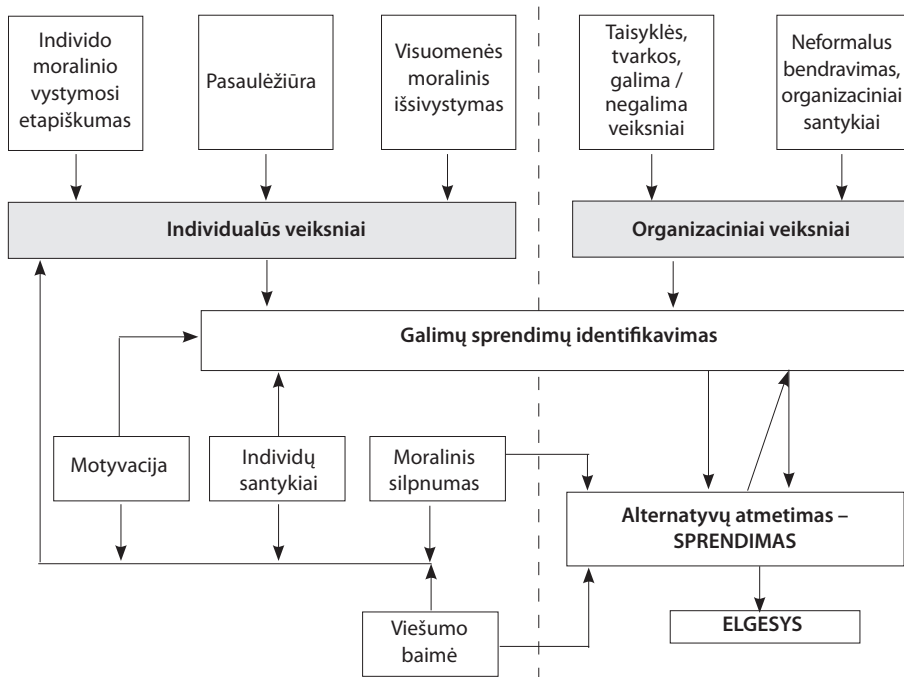 Individo
moralinio
vystymosi
etapiškumas
Pasaulėžiūra
Visuomenės
moralinis
išsivystymas
Taisyklės,
tvarkos,
galima /
negalima
veiksniai
Neformalus
bendravimas,
organizaciniai
santykiai
Individualūs veiksniai
Organizaciniai veiksniai
Galimų sprendimų identifikavimas
Motyvacija
Individų
santykiai
Moralinis
silpnumas
Alternatyvų atmetimas –
SPRENDIMAS
Viešumo
baimė
ELGESYS